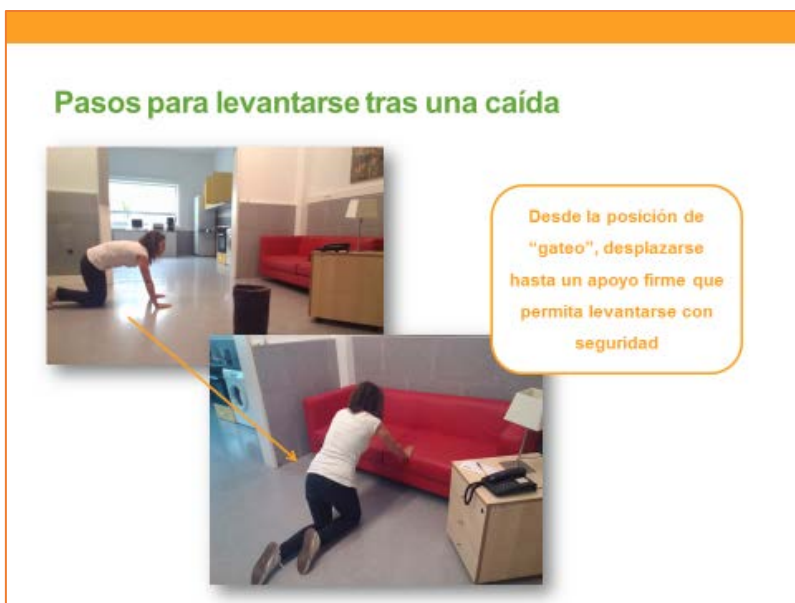 Pasos para levantarse tras una caída
Desde la posición de
“gateo”, desplazarse
hasta un apoyo firme que
permita levantarse con
seguridad